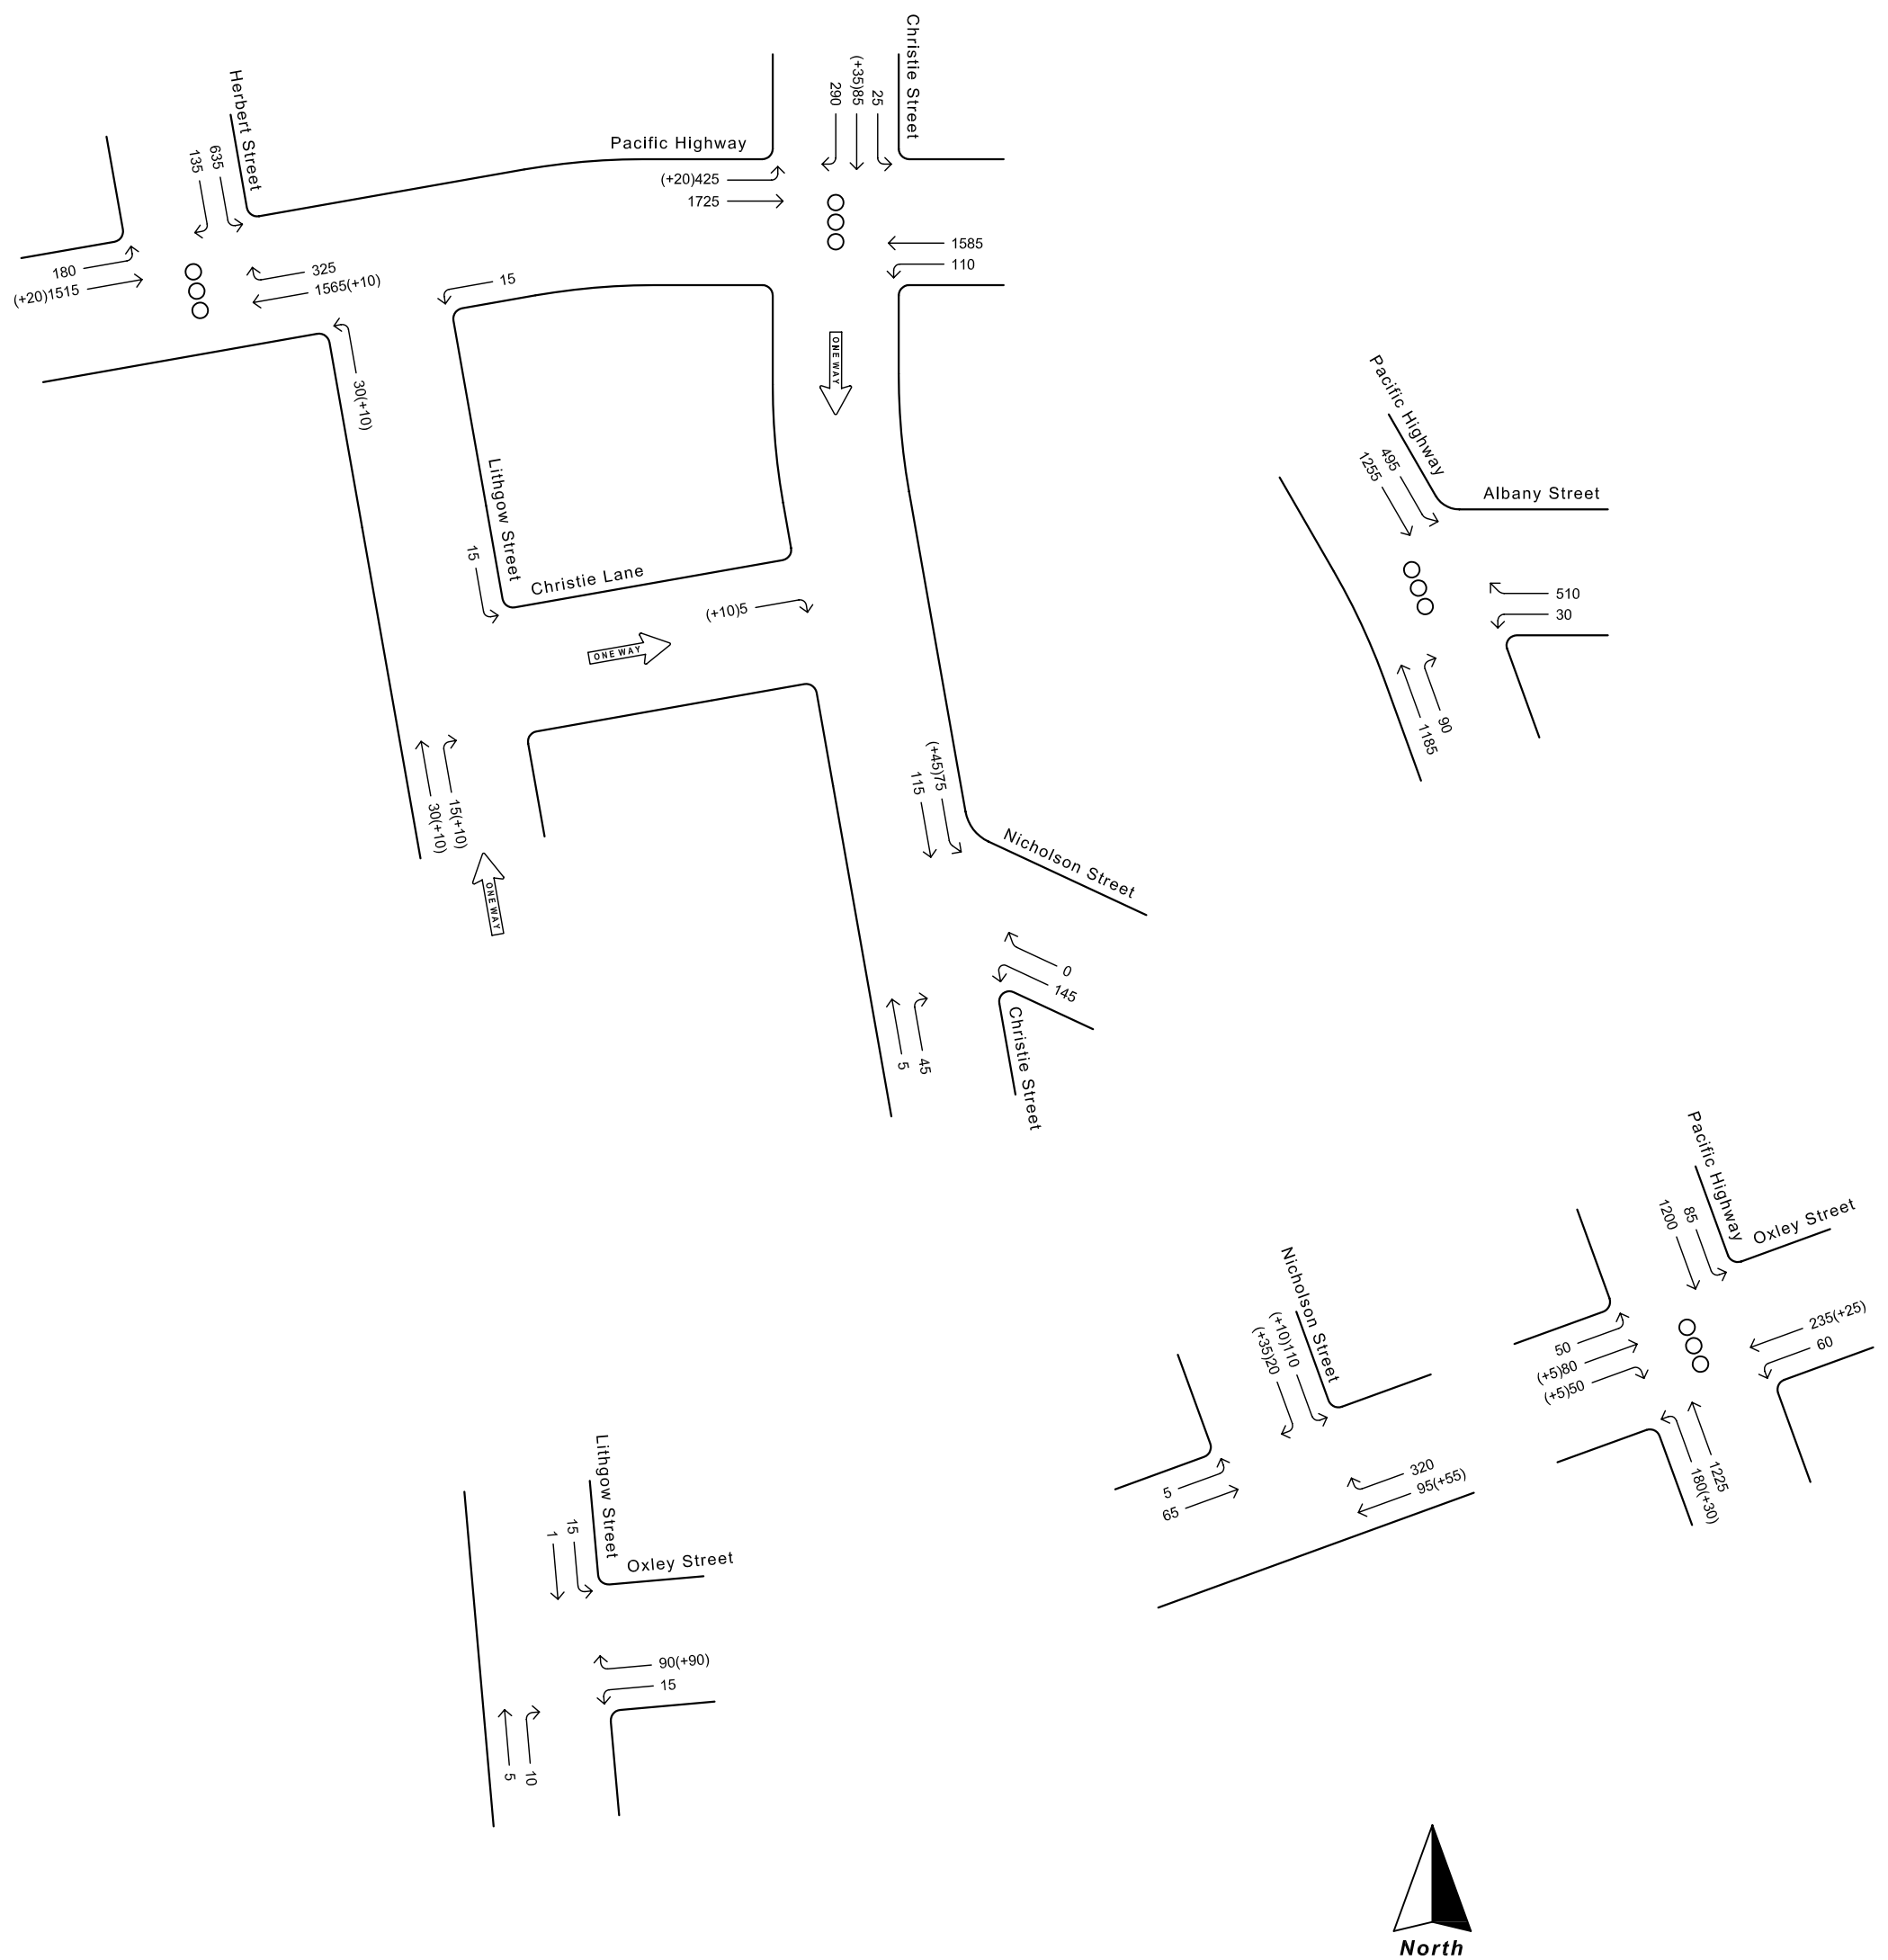 Christie Street
290
(+35)85
25
Herbert Street
135
635
Pacific Highway
(+20)425
1725
1585
110
180
(+20)1515
325
1565(+10)
15
30(+10)
ONE WAY
Lithgow Street
15
Christie Lane
(+10)5
ONE WAY
30(+10)
15(+10)
ONE WAY
115
(+45)75
Nicholson Street
0
145
5
45
Christie Street
Pacific Highway
1255
495
Albany Street
510
30
1185
90
Pacific Highway
1200
85
Oxley Street
50
(+5)80
(+5)50
235(+25)
60
180(+30)
1225
Nicholson Street
(+35)20
(+10)110
5
65
320
95(+55)
Lithgow Street
1
15
Oxley Street
90(+90)
15
5
10
North